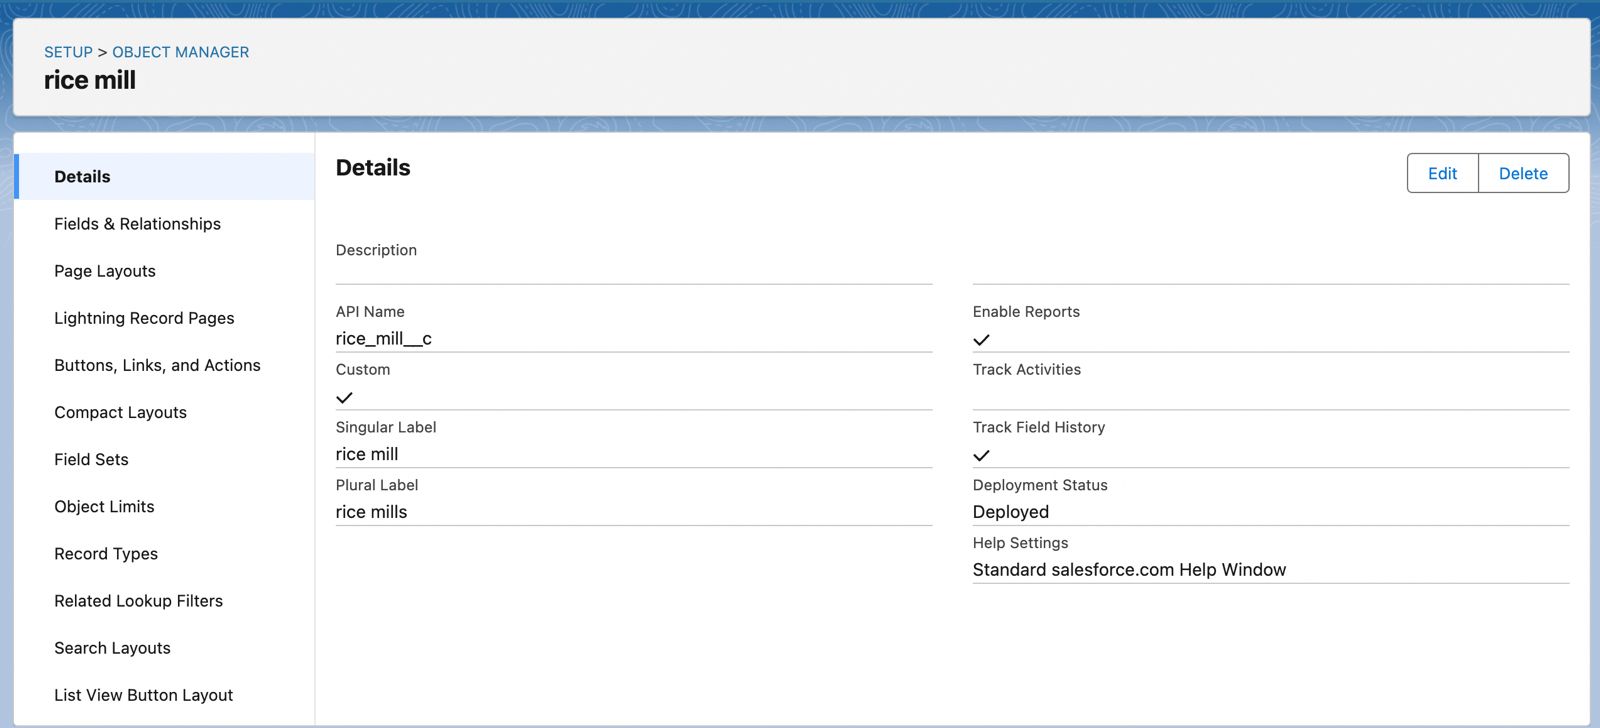 SETUP > OBJECT MANAGER
rice mill
Details
Fields & Relationships
Page Layouts
Lightning Record Pages
Buttons, Links, and Actions
Compact Layouts
Field Sets
Object Limits
Record Types
Related Lookup Filters
Search Layouts
List View Button Layout
Details
Edit
Delete
Description
API Name
rice_mill__c
Custom
Singular Label
rice mill
Plural Label
rice mills
Enable Reports
Track Activities
Track Field History
Deployment Status
Deployed
Help Settings
Standard salesforce.com Help Window